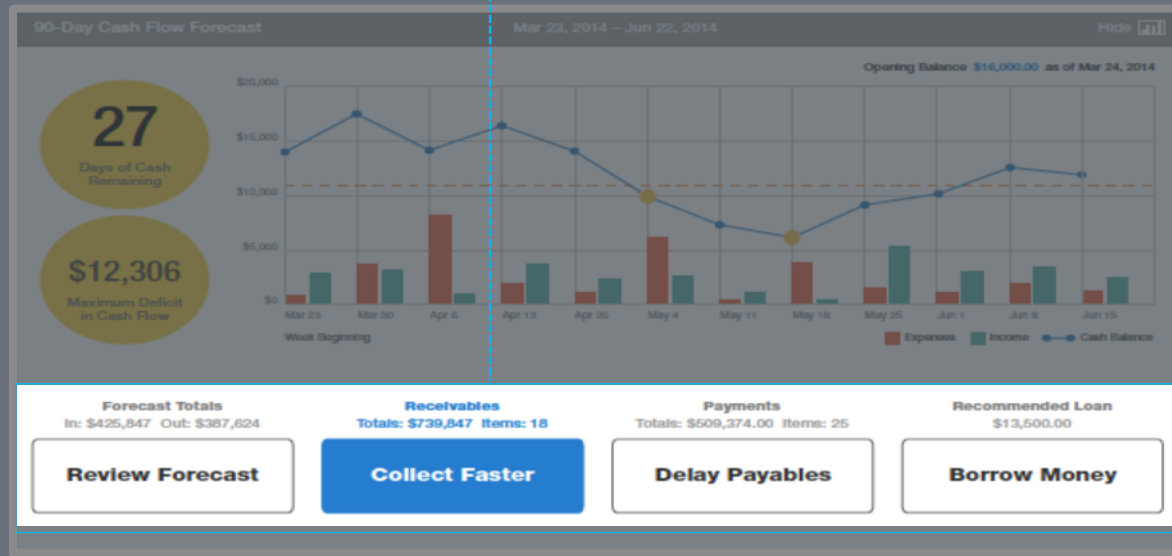 90-Day Cash Flow Forecast
Mar 23, 2014 – Jun 22, 2014
Hide
Opening Balance $16,000.00 as of Mar 24, 2014
27
Days of Cash
Remaining
$12,306
Maximum Deficit
in Cash Flow
$20,000
$15,000
$10,000
$5,000
$0
Mar 23 Mar 30 Apr 6 Apr 13 Apr 20 May 4 May 11 May 18 May 25 Jun 1 Jun 8 Jun 15
Week Beginning
Expenses Income Cash Balance
Forecast Totals
In: $425,847 Out: $387,624
Review Forecast
Receivables
Totals: $739,847 Items: 18
Collect Faster
Payments
Totals: $509,374.00 Items: 25
Delay Payables
Recommended Loan
$13,500.00
Borrow Money